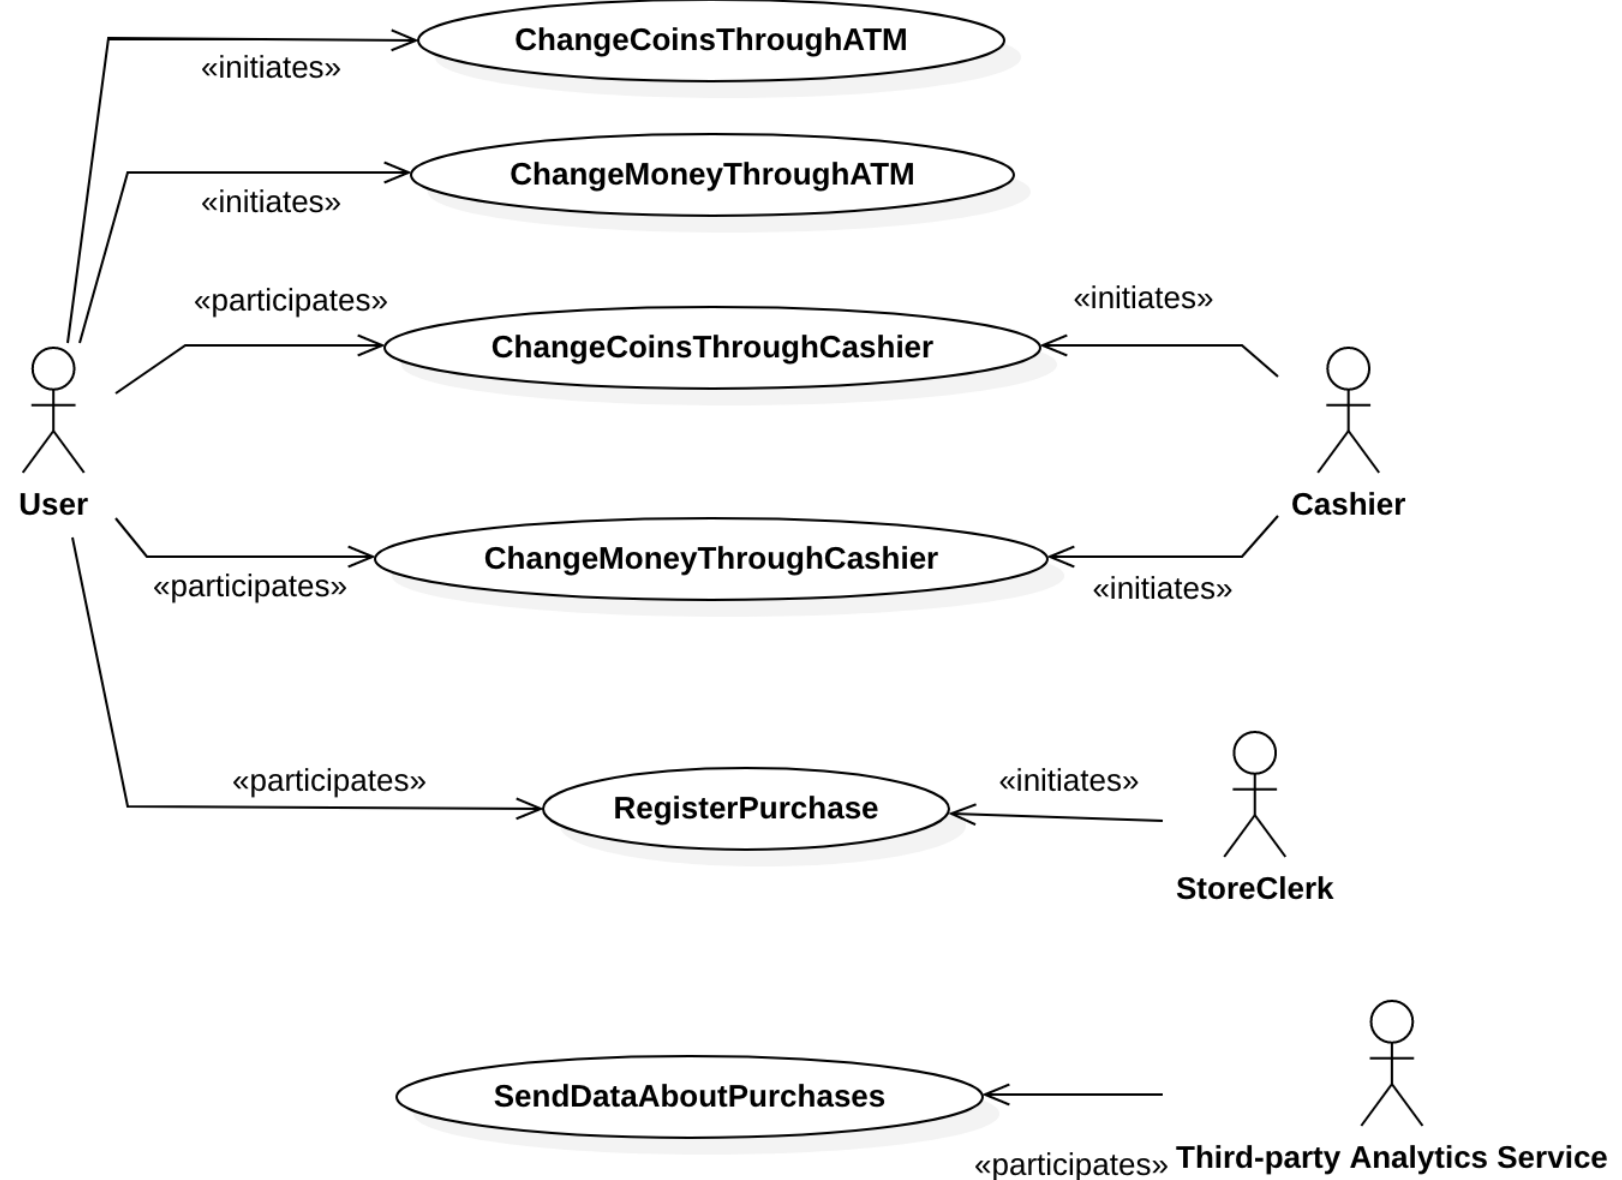 ChangeCoinsThroughATM
«initiates»
ChangeMoneyThroughATM
«initiates»
«participates»
«initiates»
ChangeCoinsThroughCashier
User
Cashier
ChangeMoneyThroughCashier
«participates»
«initiates»
«participates»
«initiates»
RegisterPurchase
StoreClerk
SendDataAboutPurchases
«participates»
Third-party Analytics Service